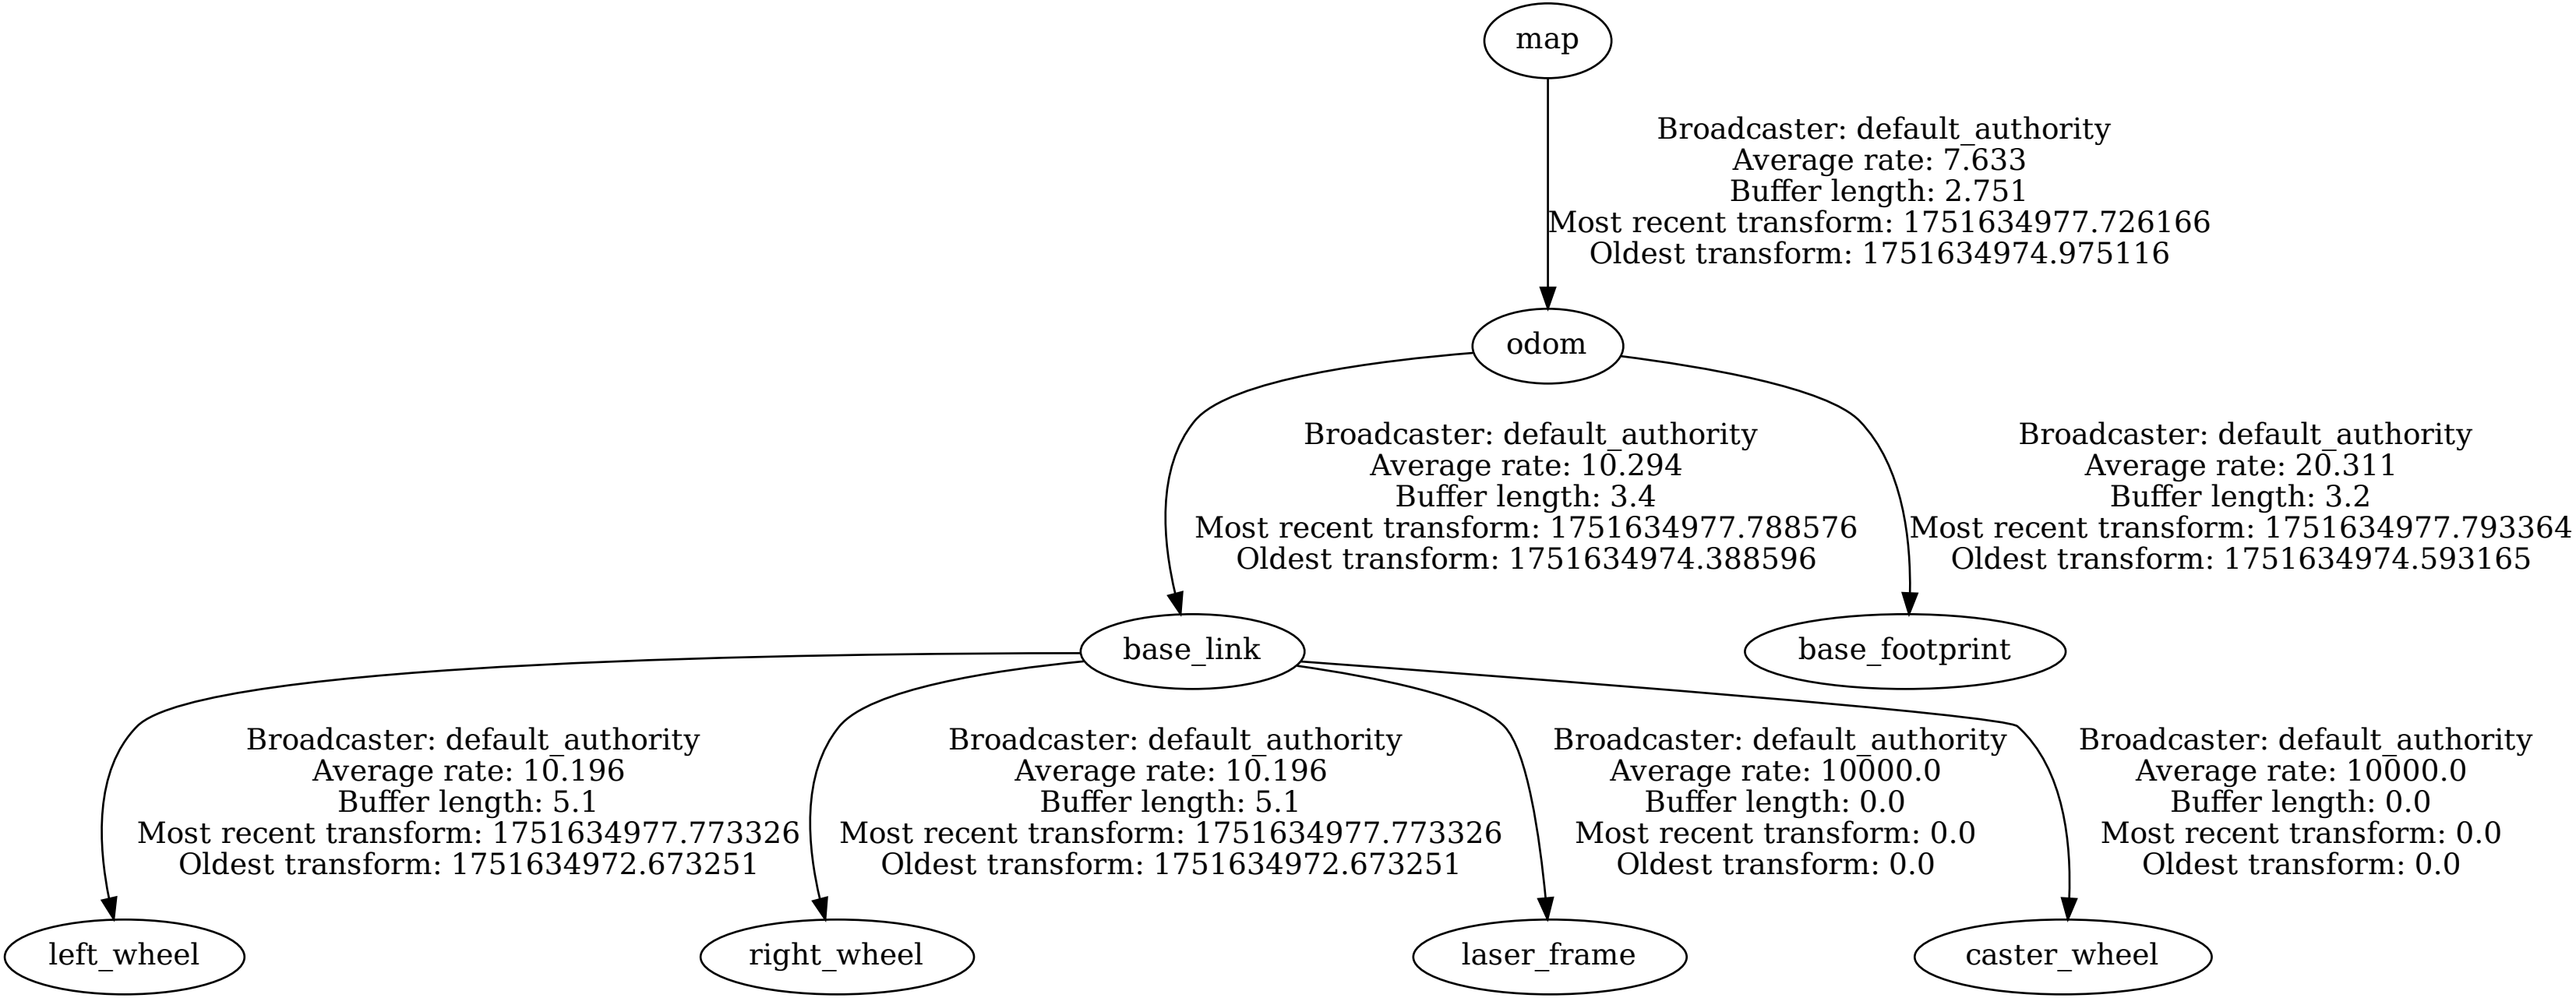 map
Broadcaster: default_authority
Average rate: 7.633
Buffer length: 2.751
Most recent transform: 1751634977.726166
Oldest transform: 1751634974.975116
odom
Broadcaster: default_authority
Average rate: 10.294
Buffer length: 3.4
Most recent transform: 1751634977.788576
Oldest transform: 1751634974.388596
Broadcaster: default_authority
Average rate: 20.311
Buffer length: 3.2
Most recent transform: 1751634977.793364
Oldest transform: 1751634974.593165
base_link
base_footprint
Broadcaster: default_authority
Average rate: 10.196
Buffer length: 5.1
Most recent transform: 1751634977.773326
Oldest transform: 1751634972.673251
Broadcaster: default_authority
Average rate: 10.196
Buffer length: 5.1
Most recent transform: 1751634977.773326
Oldest transform: 1751634972.673251
Broadcaster: default_authority
Average rate: 10000.0
Buffer length: 0.0
Most recent transform: 0.0
Oldest transform: 0.0
Broadcaster: default_authority
Average rate: 10000.0
Buffer length: 0.0
Most recent transform: 0.0
Oldest transform: 0.0
left_wheel
right_wheel
laser_frame
caster_wheel